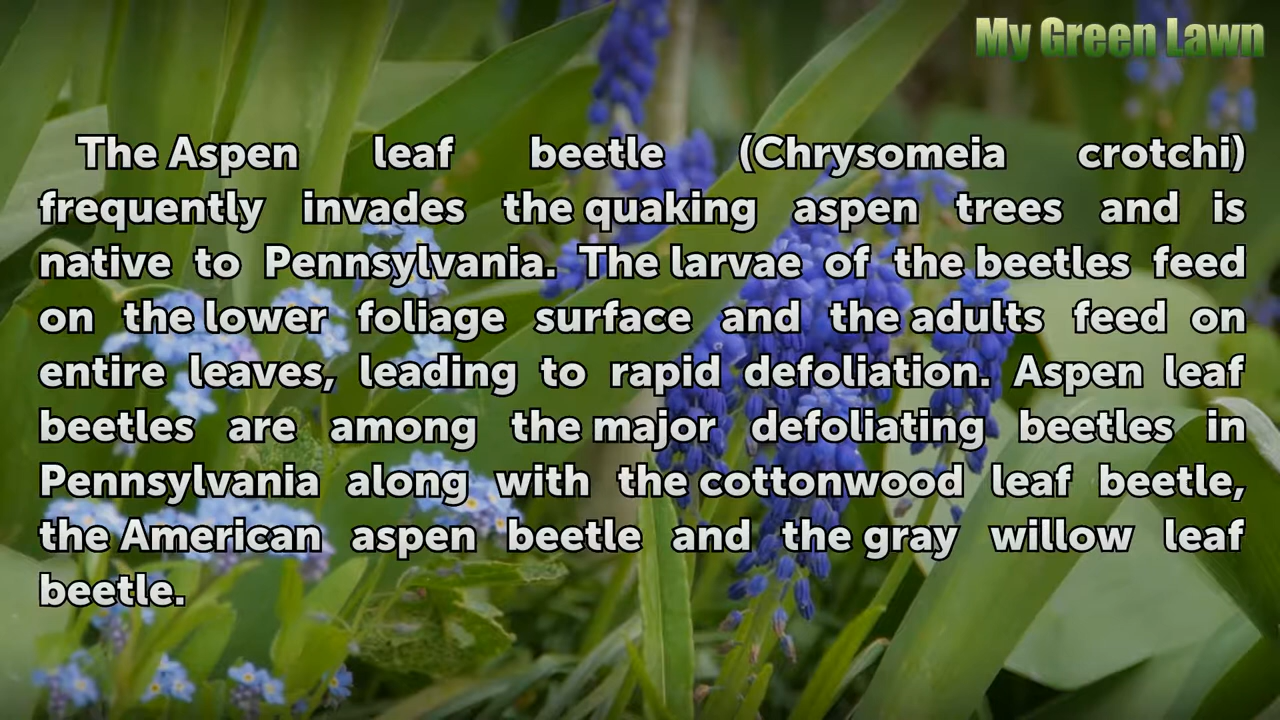 My Green Lawn
The Aspen leaf beetle (Chrysomeia crotchi)
frequently invades the quaking aspen trees and is
native to Pennsylvania. The larvae of the beetles feed
on the lower foliage surface and the adults feed on
entire leaves, leading to rapid defoliation. Aspen leaf
beetles are among the major defoliating beetles in
Pennsylvania along with the cottonwood leaf beetle,
the American aspen beetle and the gray willow leaf
beetle.